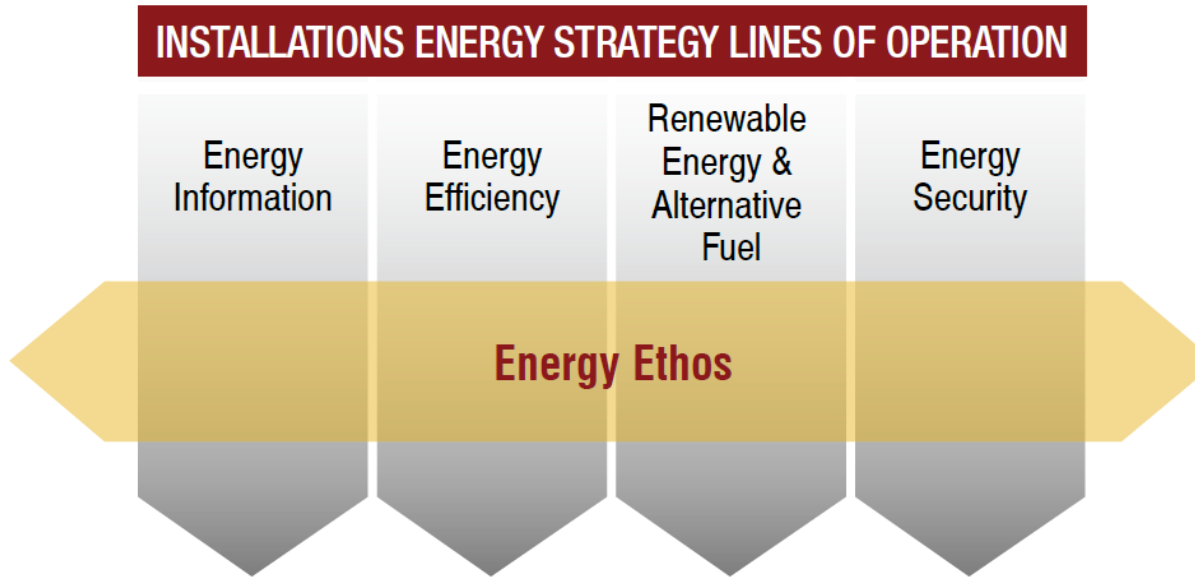 INSTALLATIONS ENERGY STRATEGY LINES OF OPERATION
Energy
Information
Energy
Efficiency
Renewable
Energy &
Alternative
Fuel
Energy
Security
Energy Ethos